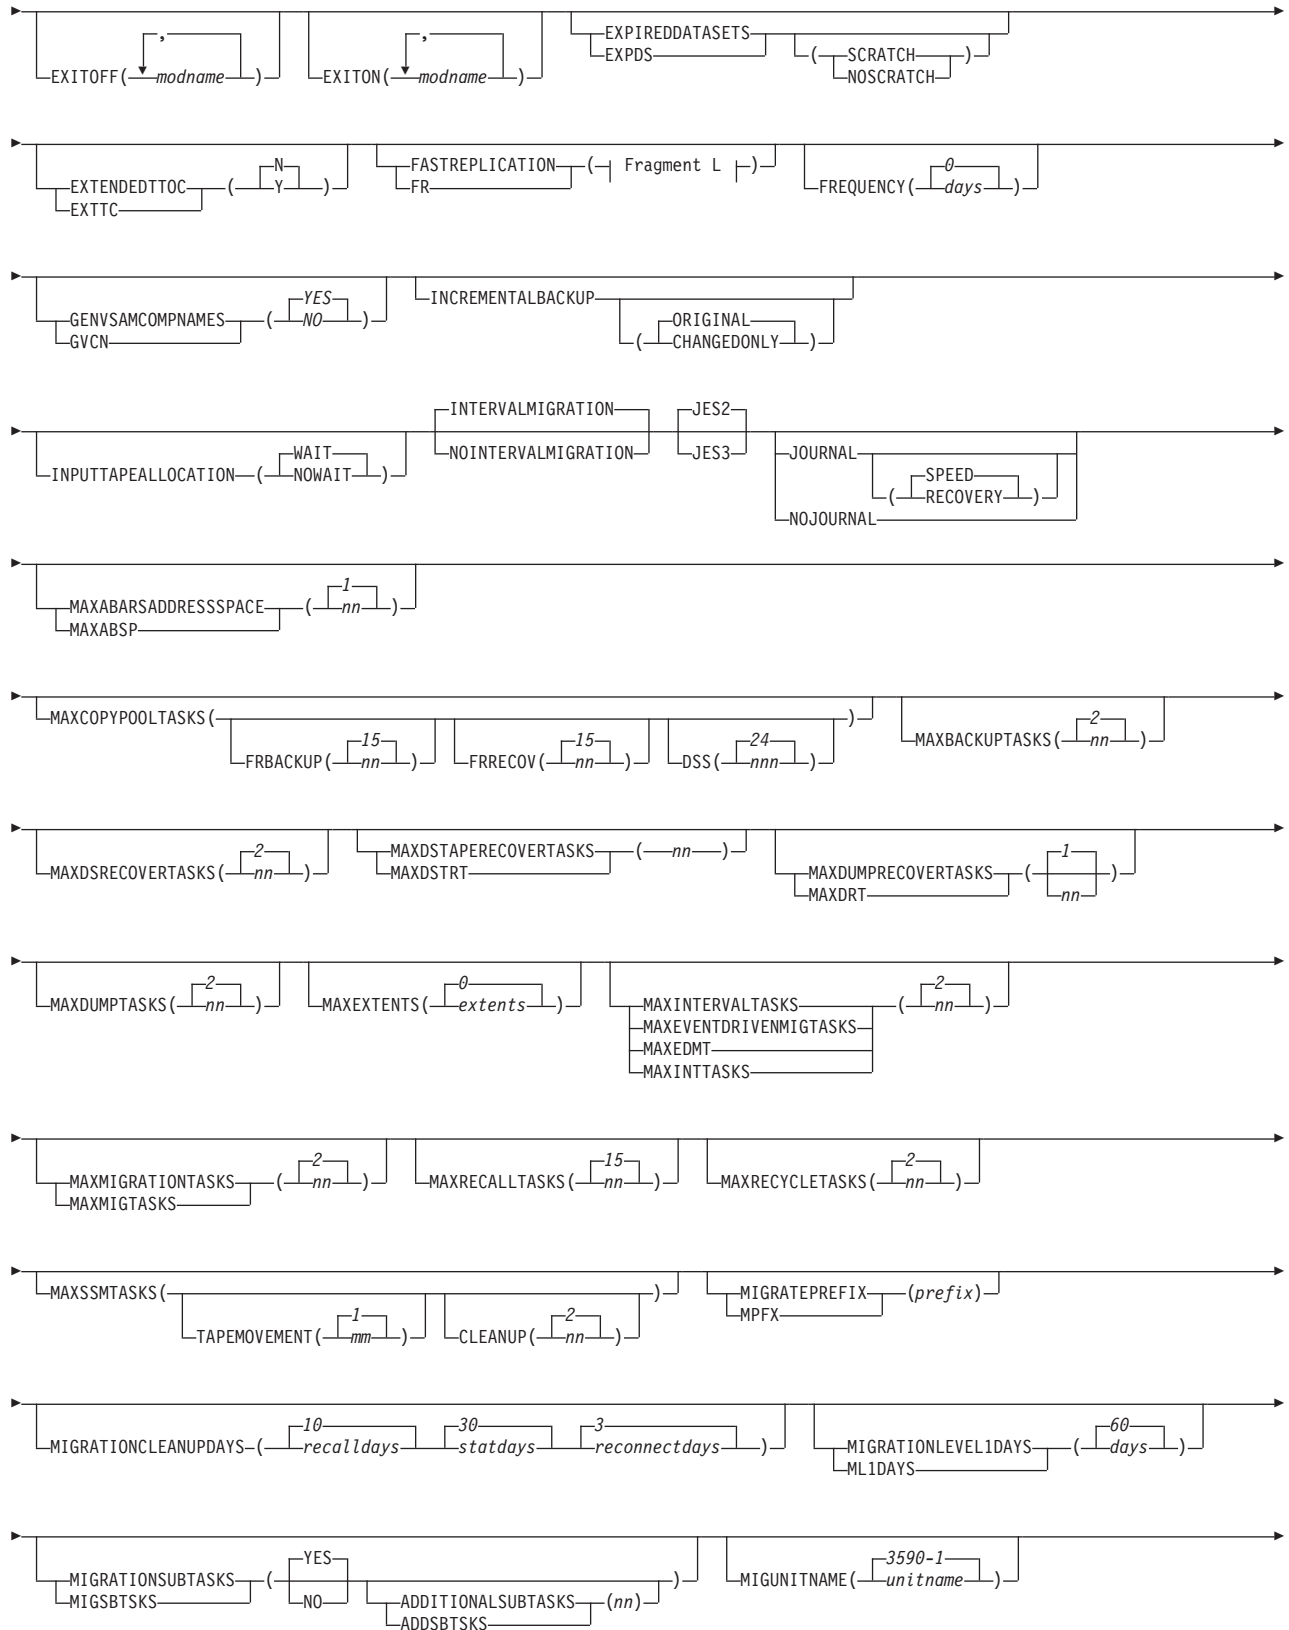 ,
EXITOFF( modname )
,
EXITON( modname )
EXPIREDDATASETS
EXPDS
( SCRATCH )
NOSCRATCH
EXTENDEDTTOC
EXTTC
( N )
Y
FASTREPLICATION
FR
( Fragment L )
0
FREQUENCY( days )
GENVSAMCOMPNAMES
GVCN
( YES )
NO
INCREMENTALBACKUP
ORIGINAL
( CHANGEDONLY )
INPUTTAPEALLOCATION
WAIT
( NOWAIT )
INTERVALMIGRATION
NOINTERVALMIGRATION
JES2
JES3
JOURNAL
SPEED
( RECOVERY )
NOJOURNAL
MAXABARSADDRESSSPACE
MAXABSP
1
( nn )
MAXCOPYPOOLTASKS( )
15
FRBACKUP( nn )
15
FRRECOV( nn )
24
DSS( nnn )
2
MAXBACKUPTASKS( nn )
2
MAXDSRECOVERTASKS( nn )
MAXDSTAPERECOVERTASKS
MAXDSTRT
( nn )
MAXDUMPRECOVERTASKS
MAXDRT
1
( )
nn
2
MAXDUMPTASKS( nn )
0
MAXEXTENTS( extents )
MAXINTERVALTASKS
MAXEVENTDRIVENMIGTASKS
MAXEDMT
MAXINTTASKS
2
( nn )
MAXMIGRATIONTASKS
MAXMIGTASKS
2
( nn )
15
MAXRECALLTASKS( nn )
2
MAXRECYCLETASKS( nn )
MAXSSMTASKS( )
1
TAPEMOVEMENT( mm )
2
CLEANUP( nn )
MIGRATEPREFIX
MPFX
(prefix)
10 30 3
MIGRATIONCLEANUPDAYS ( recalldays statdays reconnectdays )
MIGRATIONLEVEL1DAYS
ML1DAYS
60
( days )
MIGRATIONSUBTASKS
MIGSBTSKS
YES
( )
NO
ADDITIONALSUBTASKS
ADDSBTSKS
(nn)
3590-1
MIGUNITNAME( unitname )